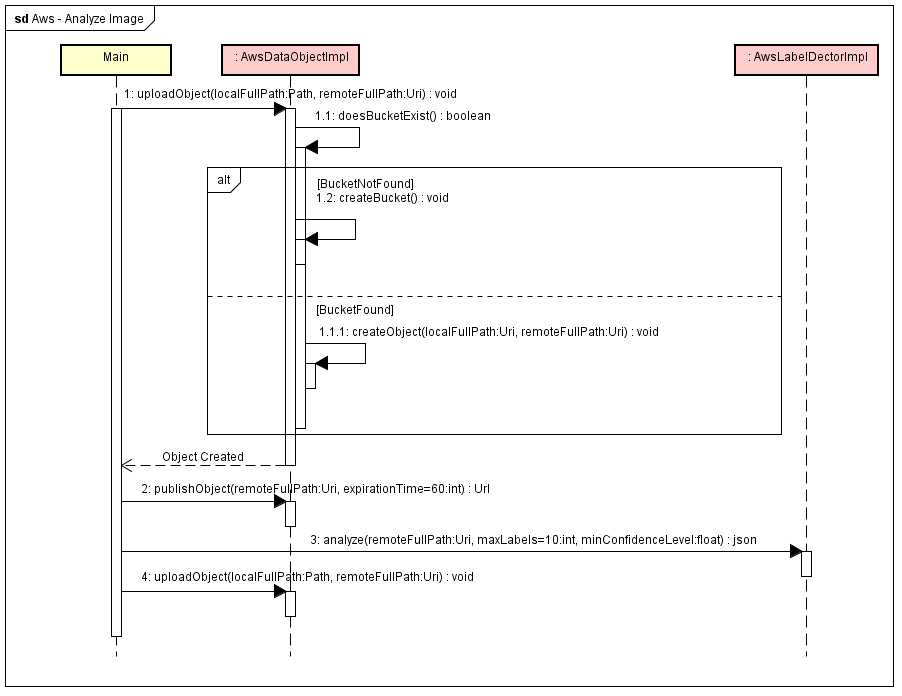 sd Aws - Analyze Image
Main
: AwsDataObjectImpl
: AwsLabelDectorImpl
1: uploadObject(localFullPath:Path, remoteFullPath:Uri) : void
1.1: doesBucketExist() : boolean
alt
[BucketNotFound]
1.2: createBucket() : void
[BucketFound]
1.1.1: createObject(localFullPath:Uri, remoteFullPath:Uri) : void
Object Created
2: publishObject(remoteFullPath:Uri, expirationTime=60:int) : Url
3: analyze(remoteFullPath:Uri, maxLabels=10:int, minConfidenceLevel:float) : json
4: uploadObject(localFullPath:Path, remoteFullPath:Uri) : void